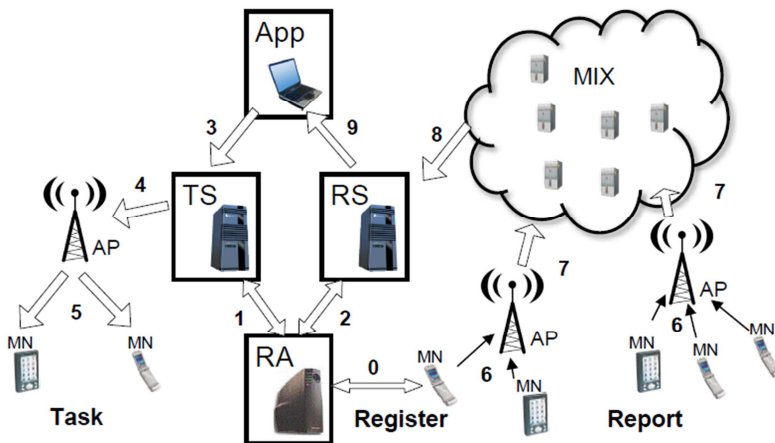 App
MIX
3
9
8
4
TS
RS
7
AP
7
AP
5
1
2
6
MN
MN
RA
0
MN
AP
MN
MN
MN
6
MN
Task
Register
Report